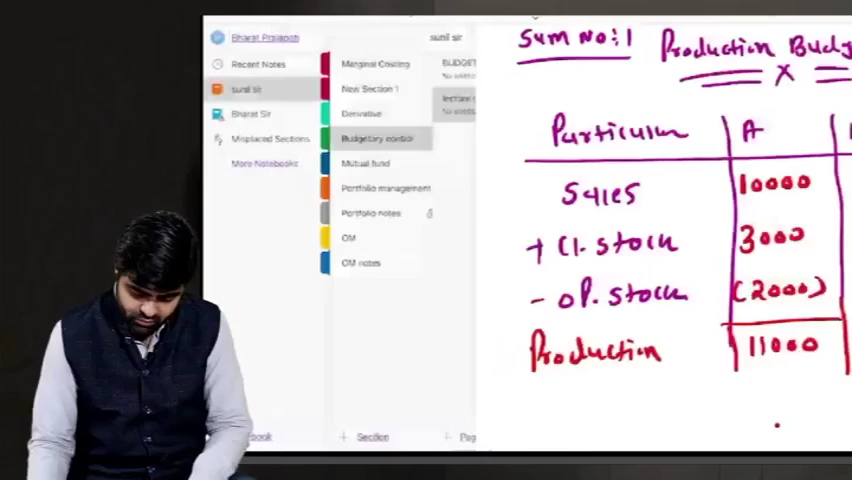 Bharat Prajapati
Recent Notes
sunil sir
Bharat Sir
Misplaced Sections
More Notebooks
Marginal Costing
New Section 1
Derivative
Budgetary control
Mutual fund
Portfolio management
Portfolio notes
OM
OM notes
+ Section
sunil sir
BUDGET
lecture
+ Pag
Sum No:1 Production Budg
Particular A
Sales 10000
+ Cl. stock 3000
- OP. stock (2000)
Production 11000